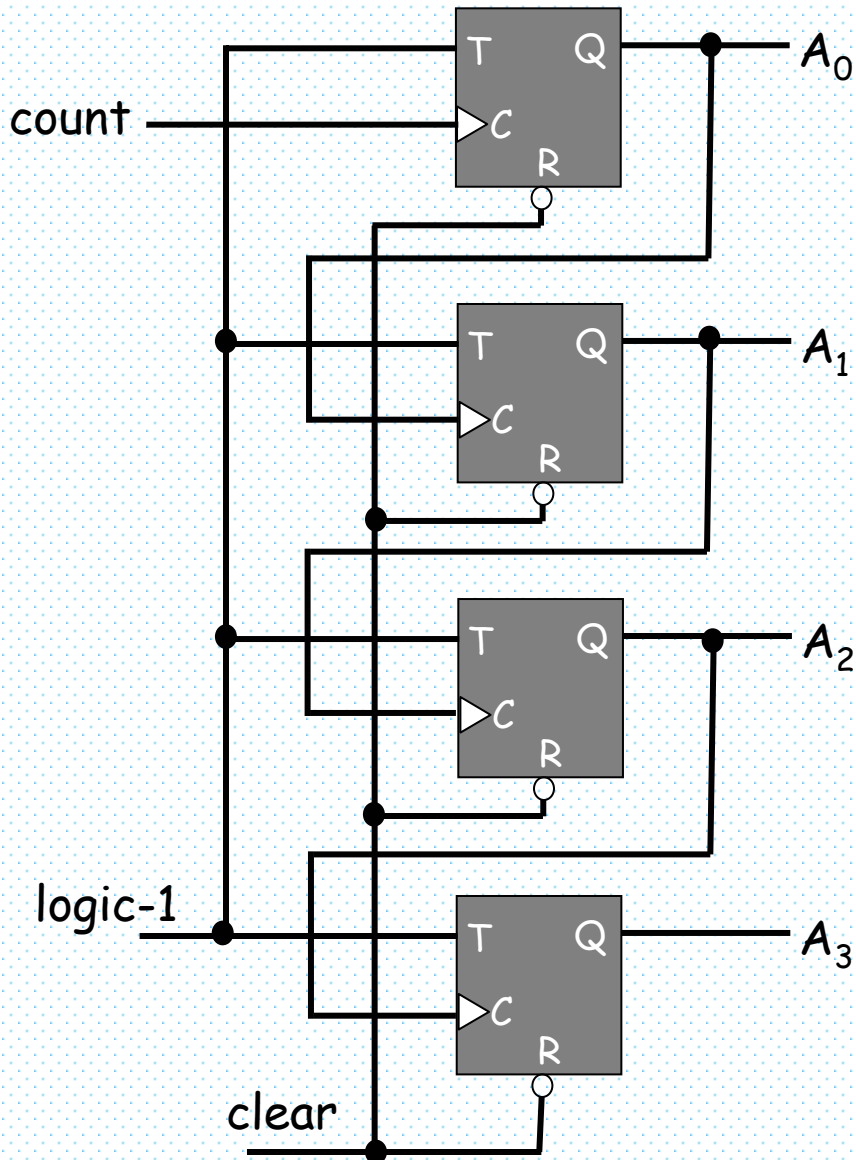 T Q A0
count C
R
T Q A1
C
R
T Q A2
C
R
logic-1
T Q A3
C
R
clear